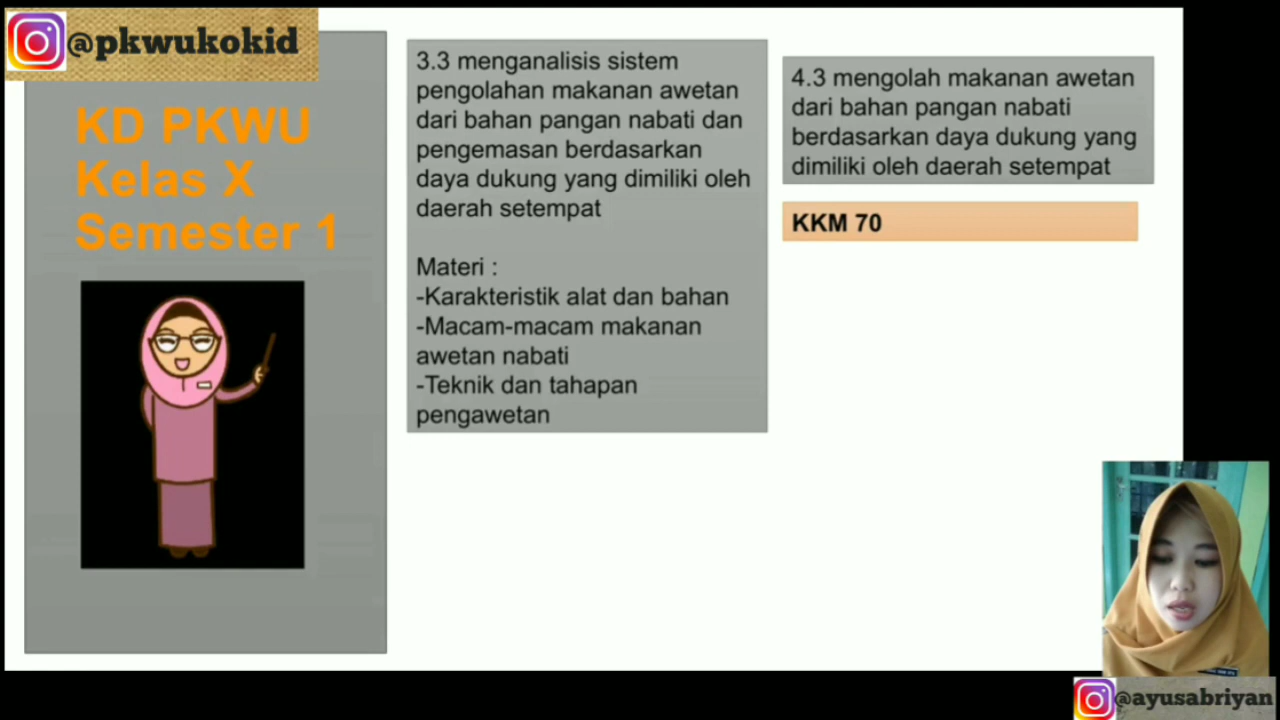 @pkwukokid
KD PKWU
Kelas X
Semester 1
3.3 menganalisis sistem
pengolahan makanan awetan
dari bahan pangan nabati dan
pengemasan berdasarkan
daya dukung yang dimiliki oleh
daerah setempat
Materi :
-Karakteristik alat dan bahan
-Macam-macam makanan
awetan nabati
-Teknik dan tahapan
pengawetan
4.3 mengolah makanan awetan
dari bahan pangan nabati
berdasarkan daya dukung yang
dimiliki oleh daerah setempat
KKM 70
@ayusabriyan